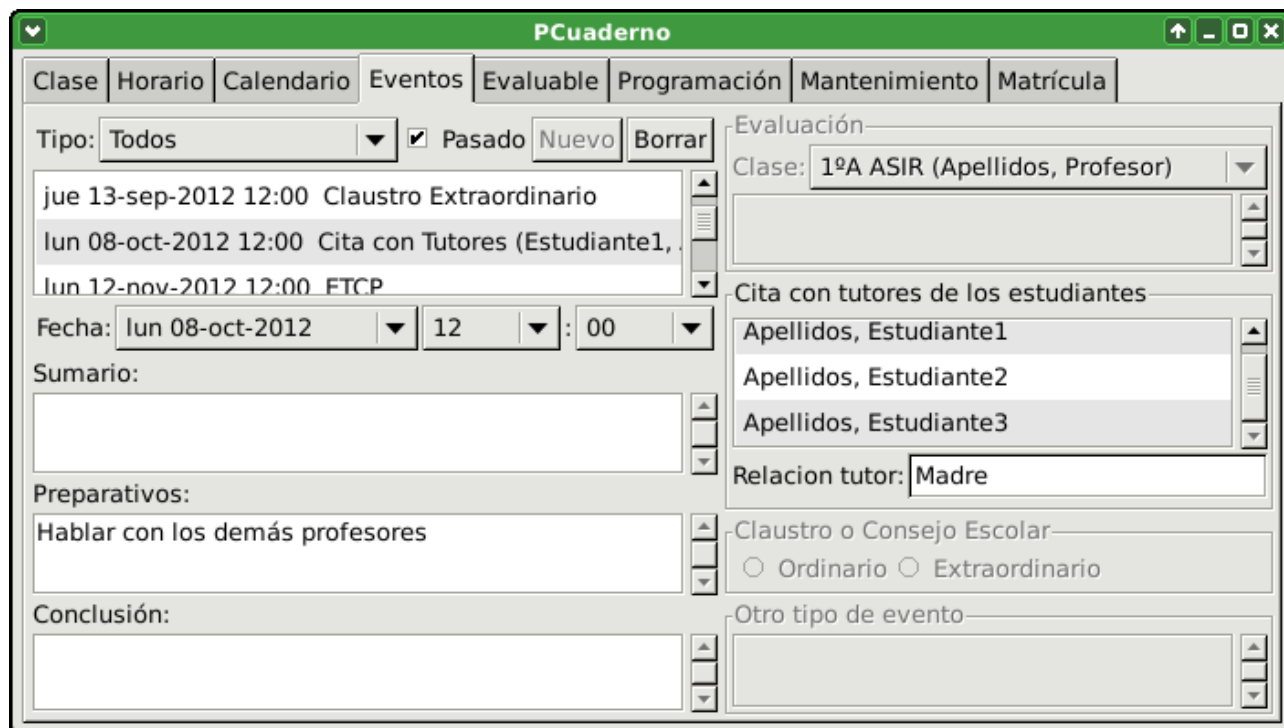 PCuaderno
Clase Horario Calendario Eventos Evaluable Programación Mantenimiento Matrícula
Tipo: Todos Pasado Nuevo Borrar
jue 13-sep-2012 12:00 Claustro Extraordinario
lun 08-oct-2012 12:00 Cita con Tutores (Estudiante1, .
lun 12-nov-2012 12:00 ETCP
Fecha: lun 08-oct-2012 12 : 00
Sumario:
Preparativos:
Hablar con los demás profesores
Conclusión:
Evaluación
Clase: 1ºA ASIR (Apellidos, Profesor)
Cita con tutores de los estudiantes
Apellidos, Estudiante1
Apellidos, Estudiante2
Apellidos, Estudiante3
Relacion tutor: Madre
Claustro o Consejo Escolar
Ordinario Extraordinario
Otro tipo de evento